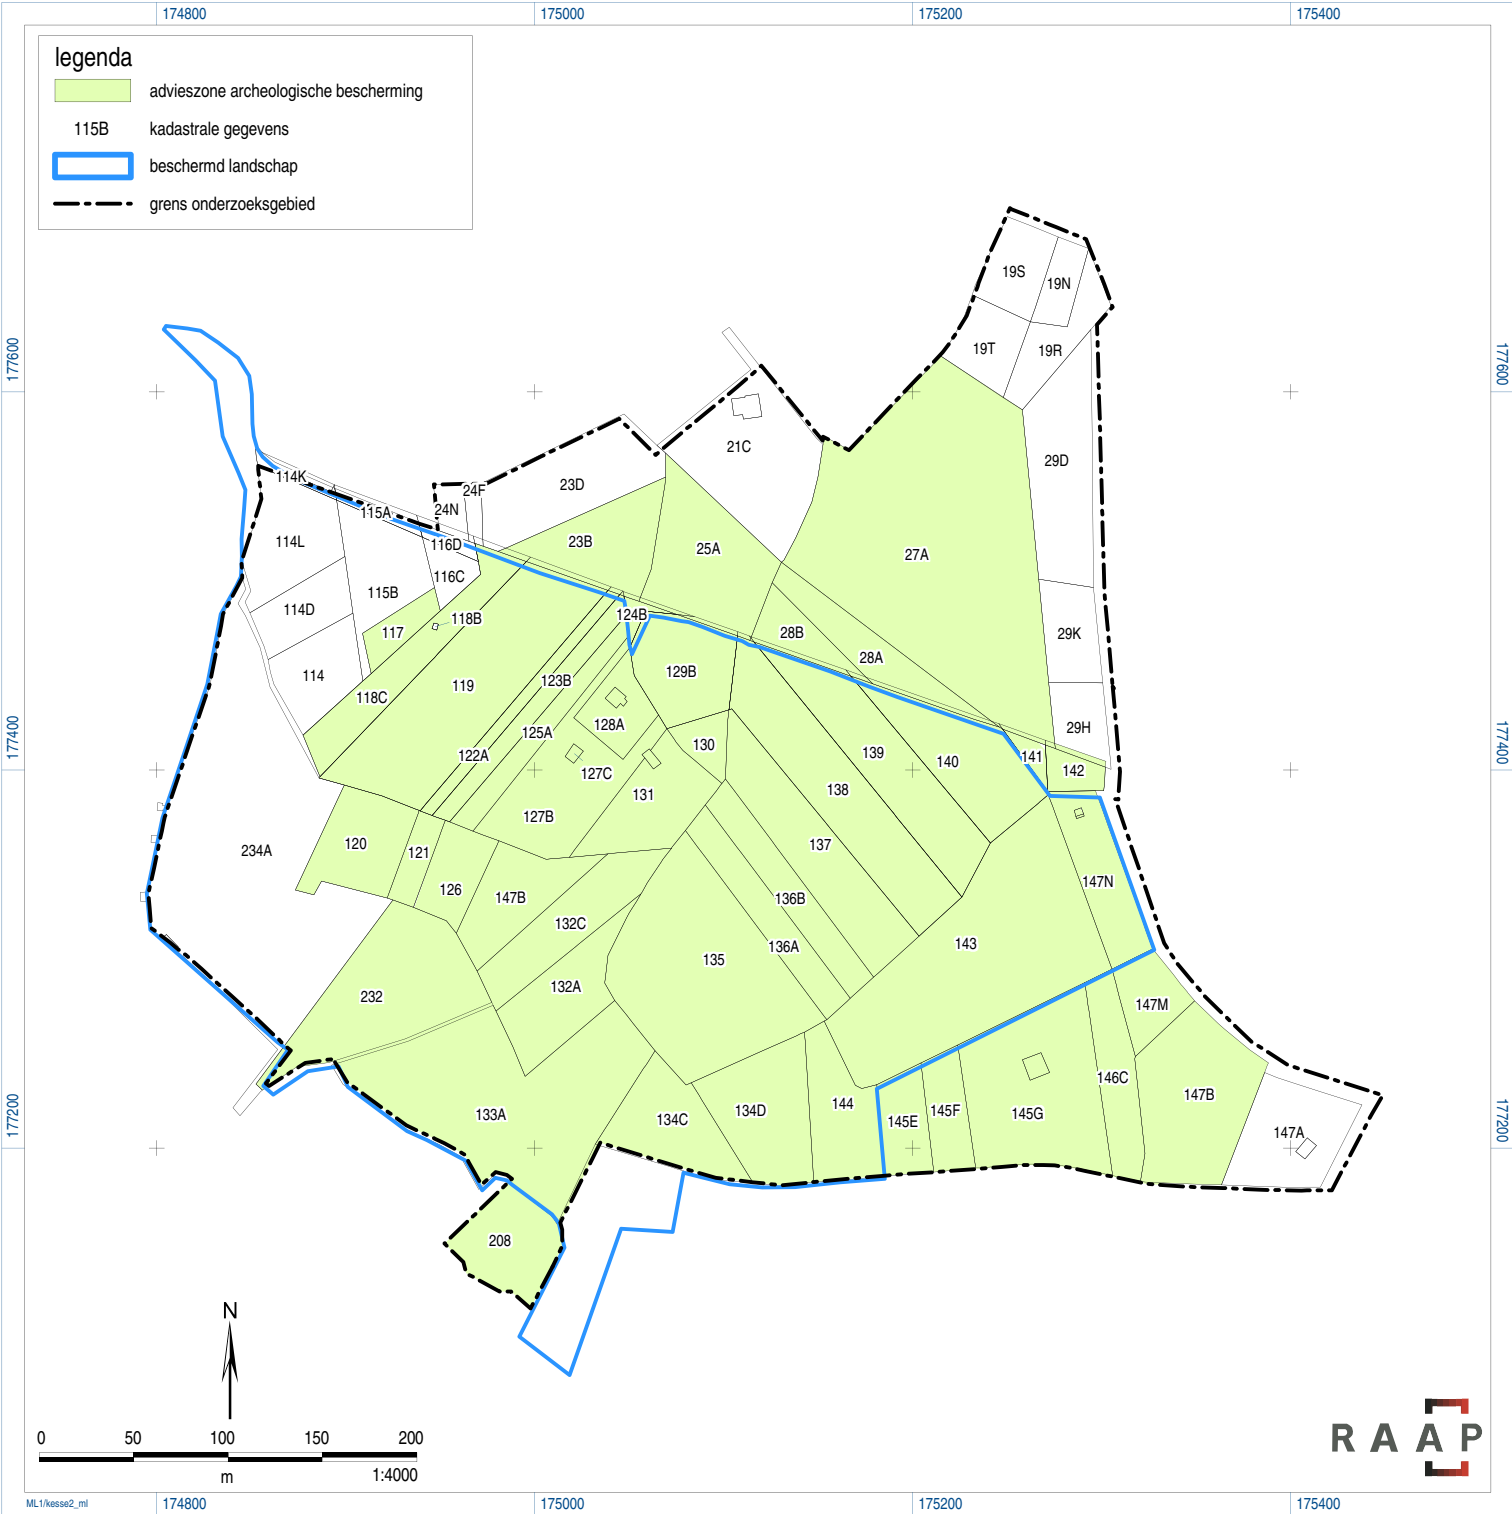 174800 175000 175200 175400
legenda
advieszone archeologische bescherming
115B kadastrale gegevens
beschermd landschap
grens onderzoeksgebied
19S
19N
177600 177600
19T 19R
21C
29D
114K
24F 23D
24N
115A
114L 116D 23B 25A 27A
116C
115B
114D
118B 124B
117 28B 29K
28A
114 118C 119 123B 129B
128A
125A 29H
177400 177400
122A 130 139 140 141
127C 142
131 138
127B
234A 120 121 137
126 147B 136B 147N
132C
136A 143
135
232 132A
147M
146C
133A 134C 134D 144 145E 145F 145G 147B
177200 177200
147A
208
N
0 50 100 150 200
m 1:4000
RAAP
ML1/kesse2_ml
174800 175000 175200 175400